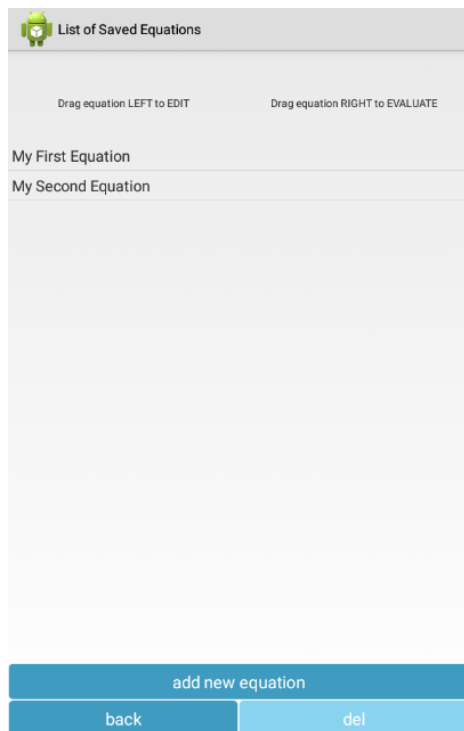 List of Saved Equations
Drag equation LEFT to EDIT
Drag equation RIGHT to EVALUATE
My First Equation
My Second Equation
add new equation
back
del